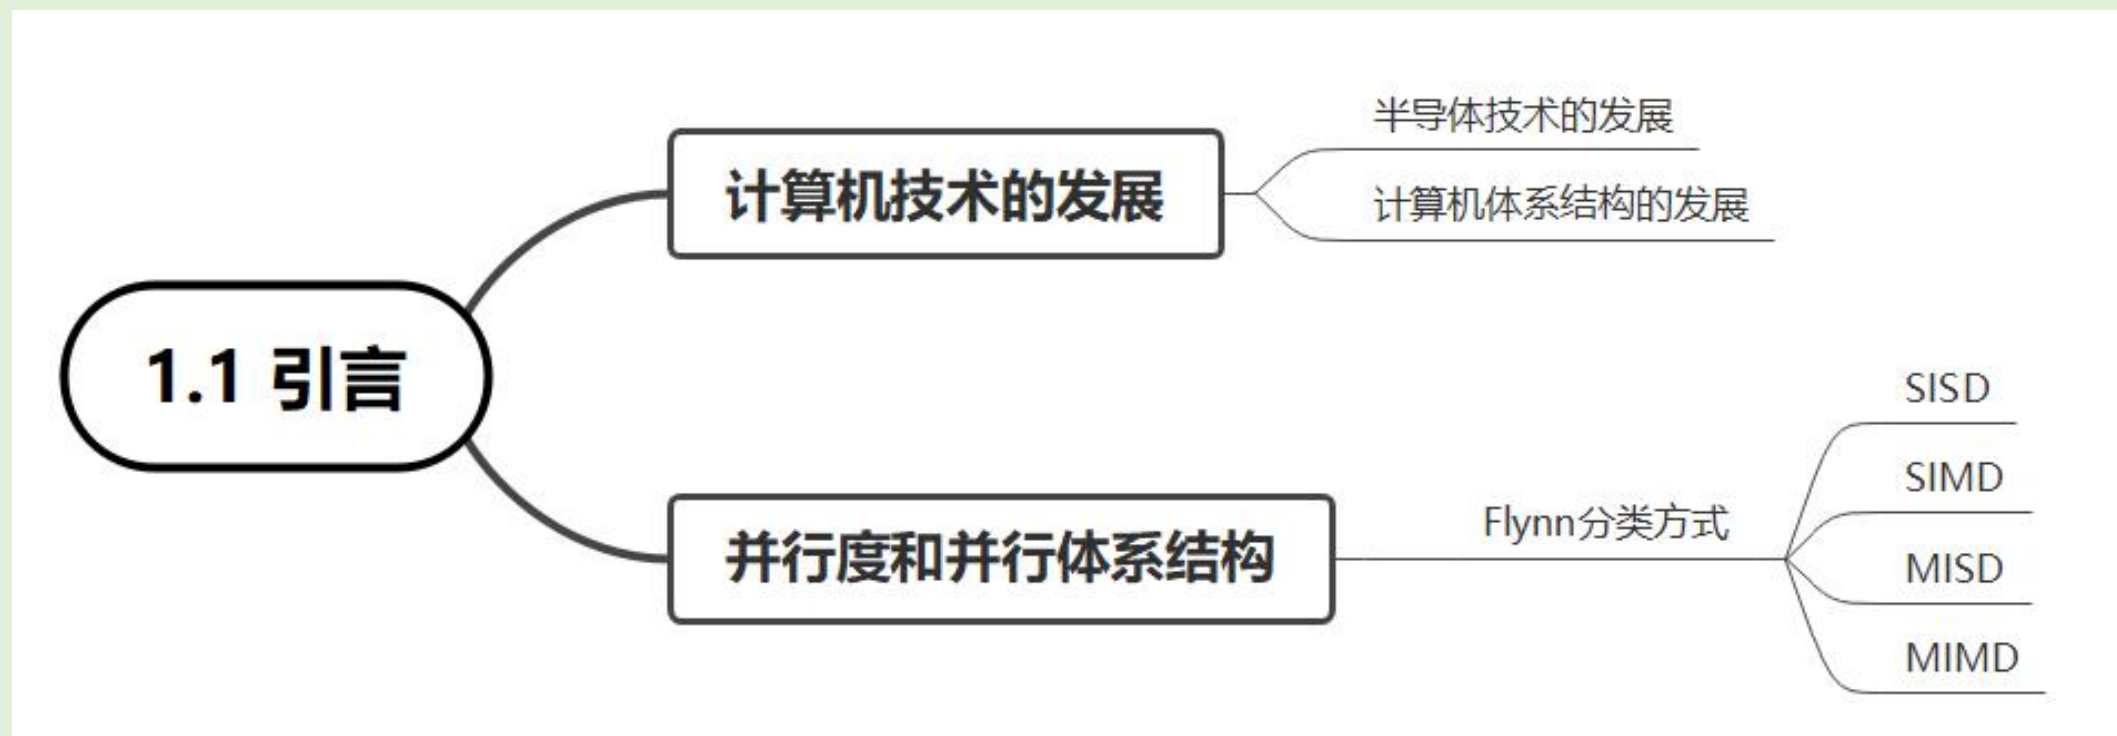 1.1 引言
计算机技术的发展
半导体技术的发展
计算机体系结构的发展
并行度和并行体系结构
Flynn分类方式
SISD
SIMD
MISD
MIMD